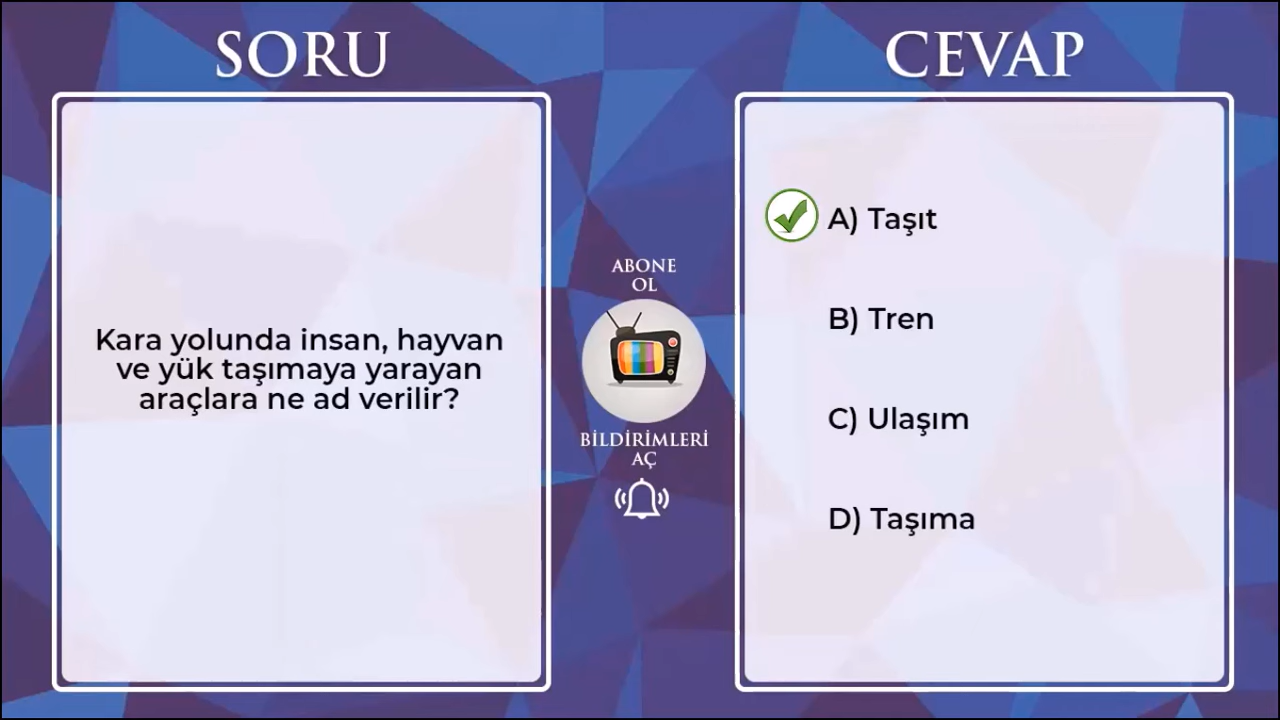 SORU
Kara yolunda insan, hayvan
ve yük taşımaya yarayan
araçlara ne ad verilir?
ABONE
OL
BİLDİRİMLERİ
AÇ
CEVAP
A) Taşıt
B) Tren
C) Ulaşım
D) Taşıma